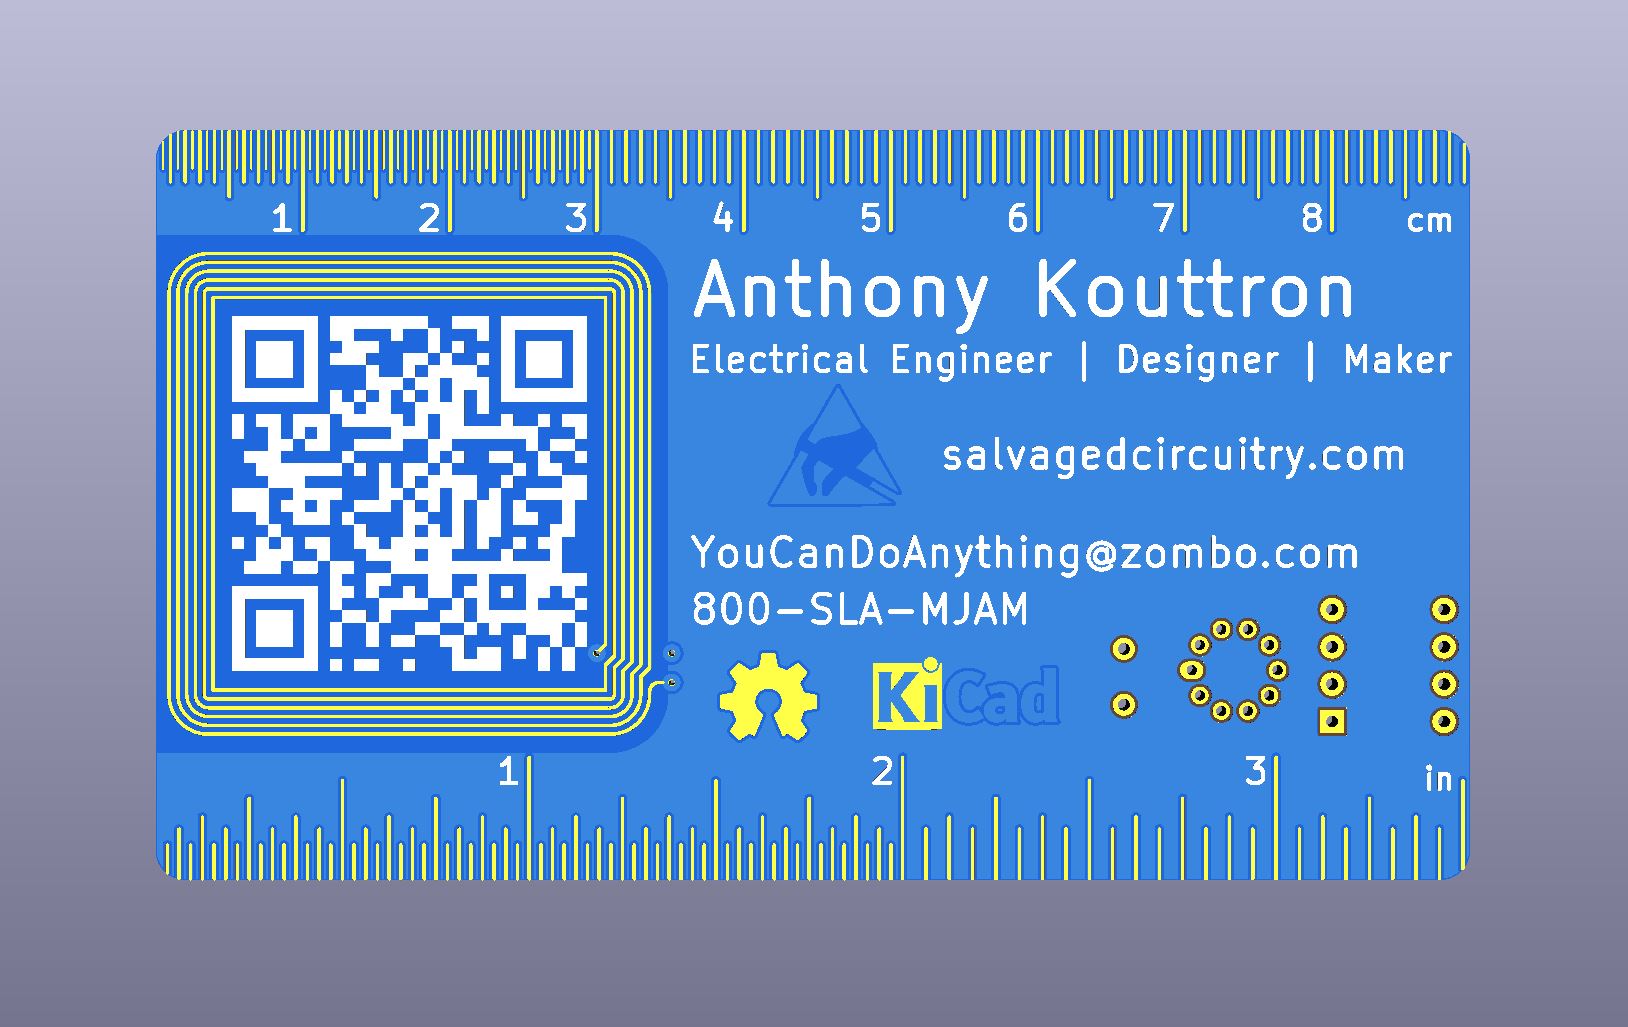 1 2 3 4 5 6 7 8 cm
Anthony Kouttron
Electrical Engineer | Designer | Maker
salvagedcircuitry.com
YouCanDoAnything@zombo.com
800-SLA-MJAM
KiCad
1 2 3 in